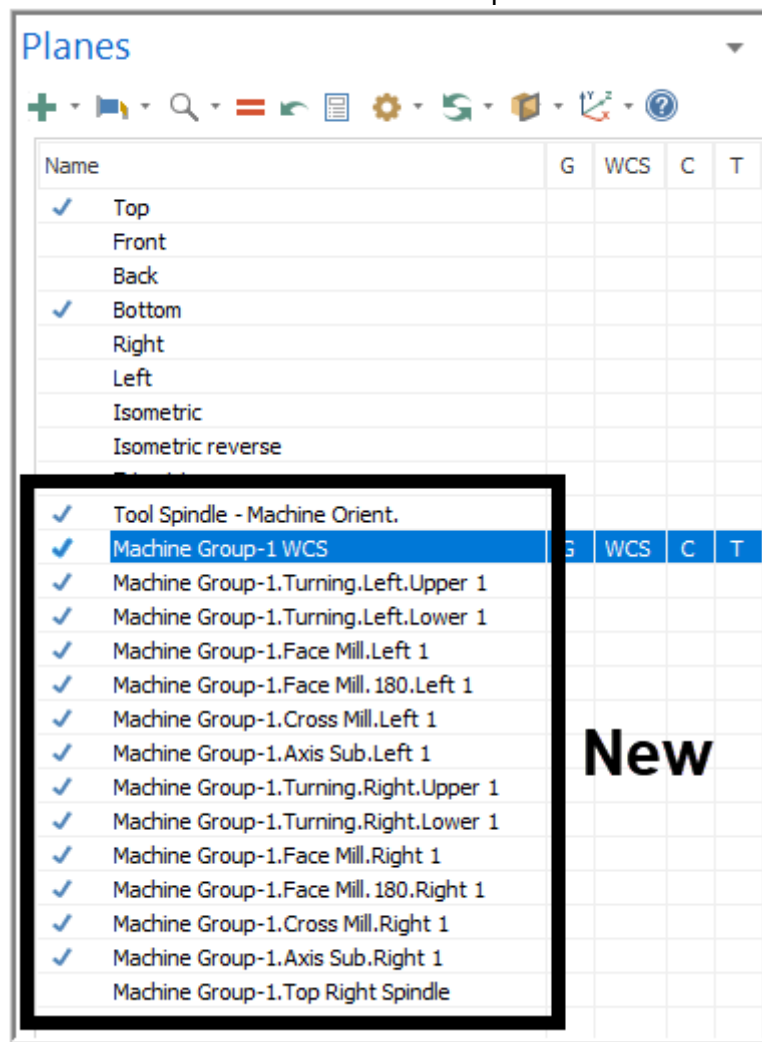 Planes
Name G WCS C T
Top
Front
Back
Bottom
Right
Left
Isometric
Isometric reverse
Tool Spindle - Machine Orient.
Machine Group-1 WCS G WCS C T
Machine Group-1.Turning.Left.Upper 1
Machine Group-1.Turning.Left.Lower 1
Machine Group-1.Face Mill.Left 1
Machine Group-1.Face Mill.180.Left 1
Machine Group-1.Cross Mill.Left 1
Machine Group-1.Axis Sub.Left 1
New
Machine Group-1.Turning.Right.Upper 1
Machine Group-1.Turning.Right.Lower 1
Machine Group-1.Face Mill.Right 1
Machine Group-1.Face Mill.180.Right 1
Machine Group-1.Cross Mill.Right 1
Machine Group-1.Axis Sub.Right 1
Machine Group-1.Top Right Spindle